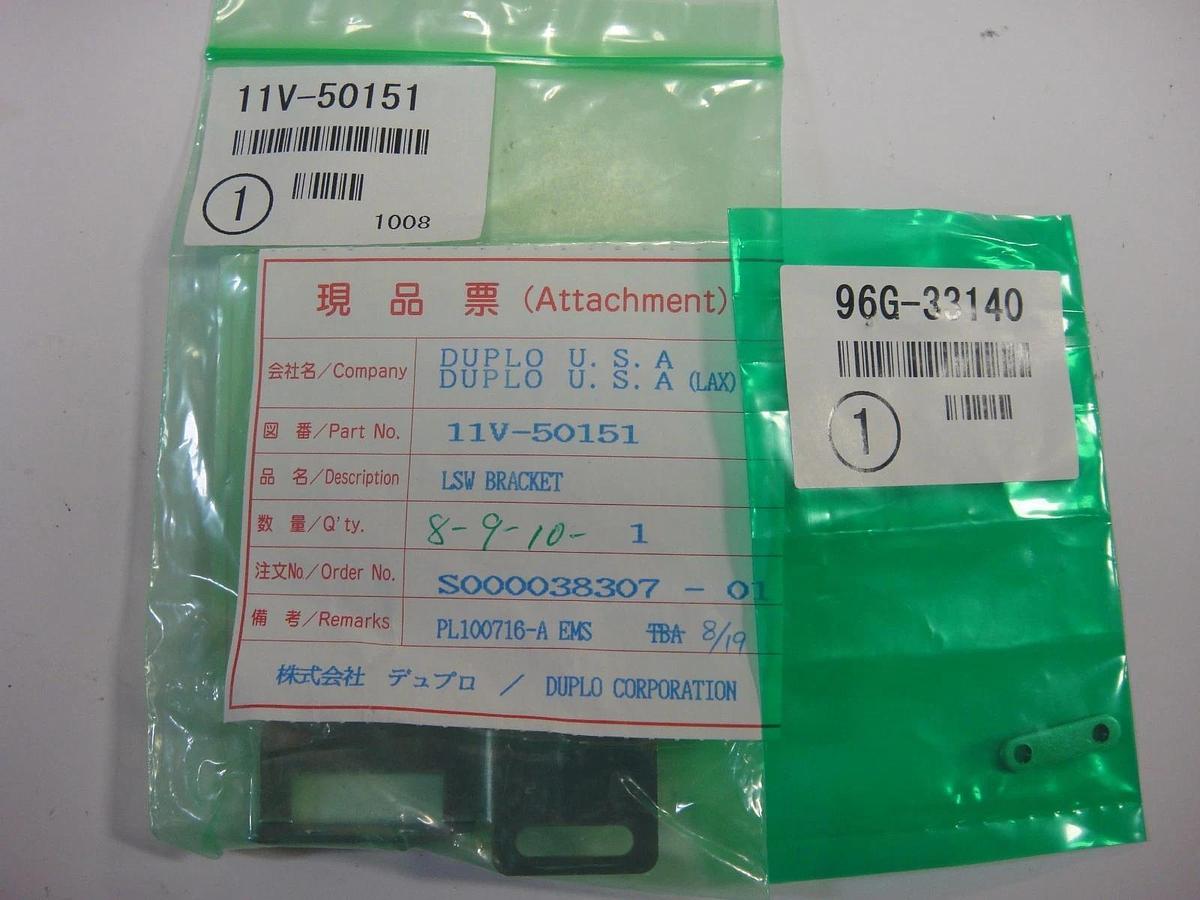 11V-50151
1
1008
現品票 (Attachment)
会社名/Company DUPLO U.S.A
DUPLO U.S.A (LAX)
図番/Part No. 11V-50151
品名/Description LSW BRACKET
数量/Q'ty. 8-9-10- 1
注文No/Order No. S000038307 - 01
備考/Remarks PL100716-A EMS TBA 8/19
株式会社 デュプロ / DUPLO CORPORATION
96G-33140
1